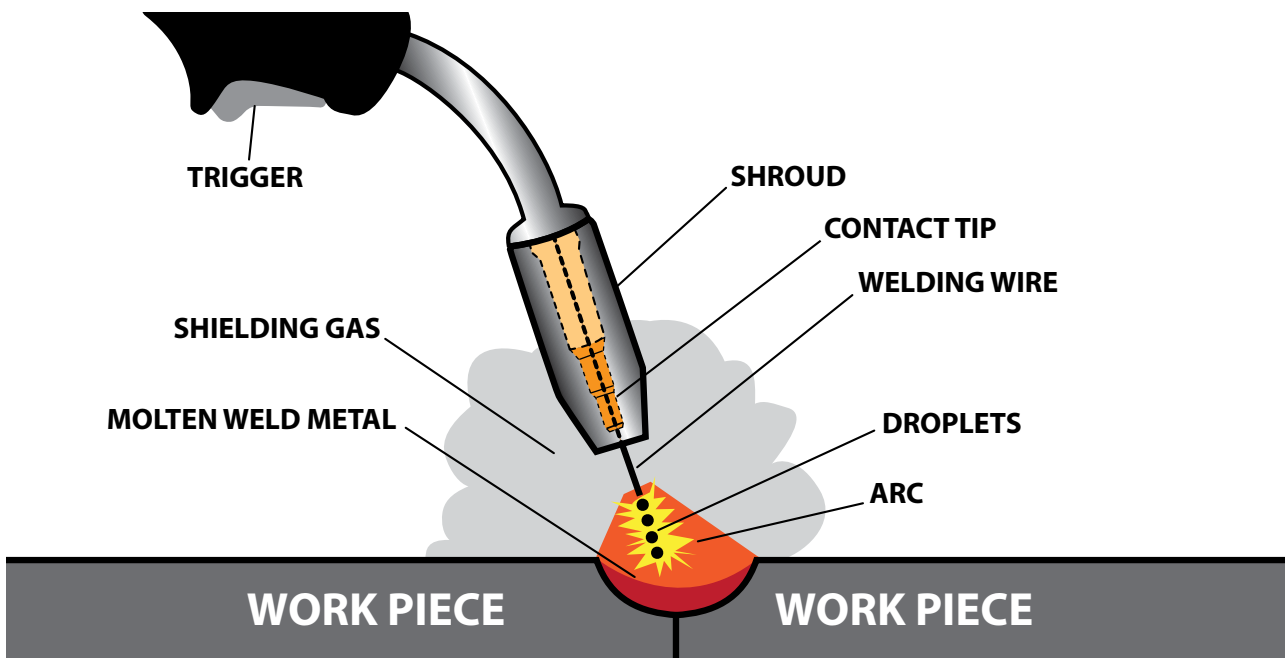 TRIGGER
SHROUD
CONTACT TIP
WELDING WIRE
SHIELDING GAS
MOLTEN WELD METAL
DROPLETS
ARC
WORK PIECE
WORK PIECE